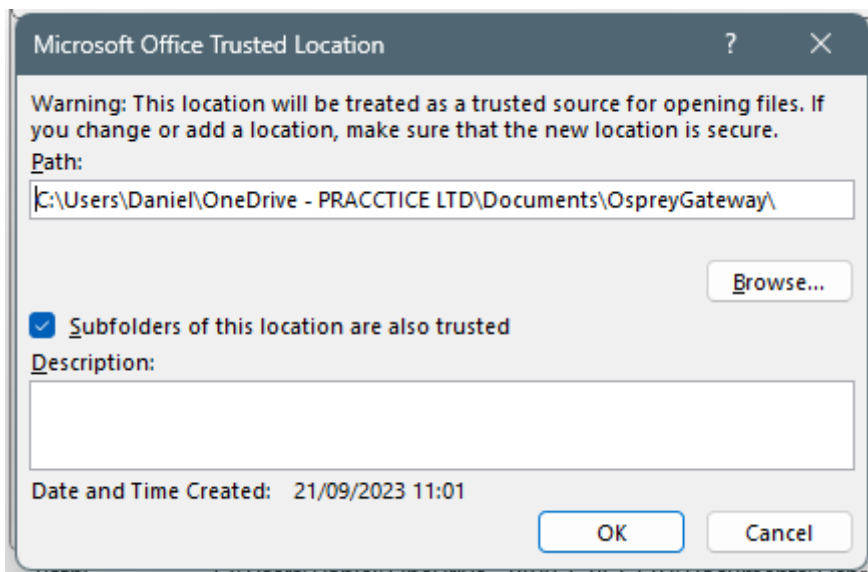 Microsoft Office Trusted Location
Warning: This location will be treated as a trusted source for opening files. If
you change or add a location, make sure that the new location is secure.
Path:
C:\Users\Daniel\OneDrive - PRACCTICE LTD\Documents\OspreyGateway\
Browse...
Subfolders of this location are also trusted
Description:
Date and Time Created: 21/09/2023 11:01
OK Cancel